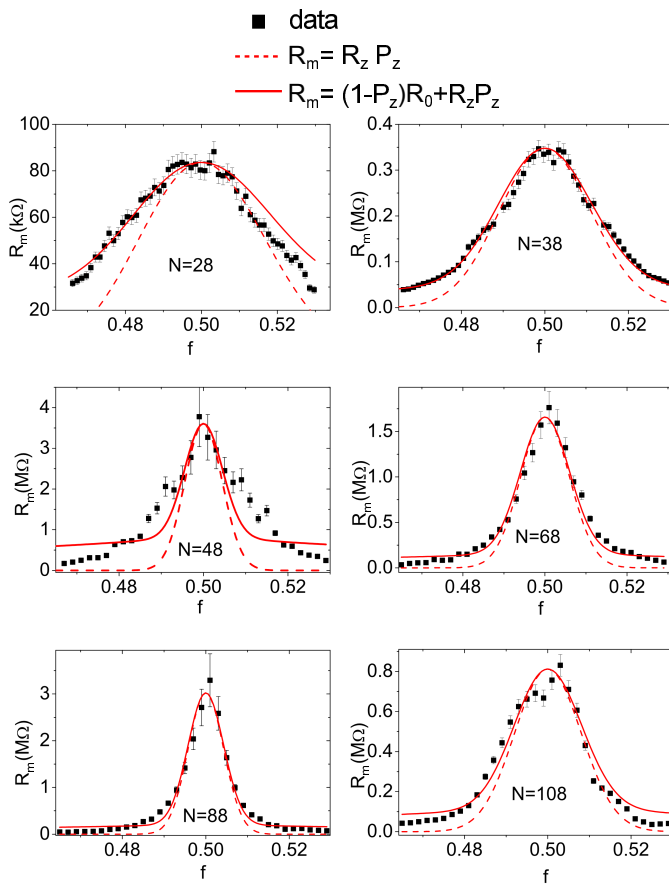 data
Rₘ= R_z P_z
Rₘ= (1-P_z)R₀+R_zP_z
100
80
60
40
20
Rₘ(kΩ)
N=28
0.48 0.50 0.52
f
0.4
0.3
0.2
0.1
0.0
Rₘ(MΩ)
N=38
0.48 0.50 0.52
f
4
3
2
1
0
Rₘ(MΩ)
N=48
0.48 0.50 0.52
f
1.5
1.0
0.5
0.0
Rₘ(MΩ)
N=68
0.48 0.50 0.52
f
3
2
1
0
Rₘ(MΩ)
N=88
0.48 0.50 0.52
f
0.8
0.6
0.4
0.2
0.0
Rₘ(MΩ)
N=108
0.48 0.50 0.52
f